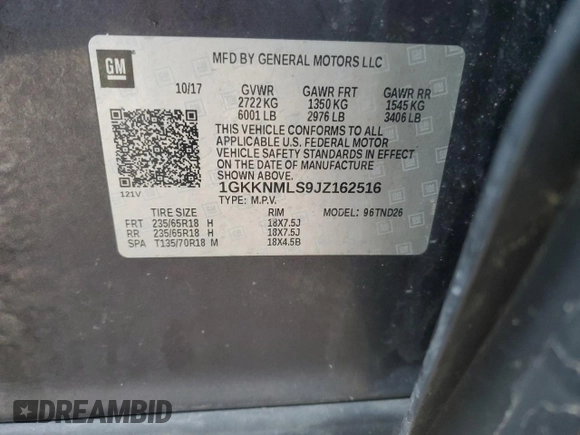 GM
MFD BY GENERAL MOTORS LLC
10/17 GVWR GAWR FRT GAWR RR
2722 KG 1350 KG 1545 KG
6001 LB 2976 LB 3406 LB
THIS VEHICLE CONFORMS TO ALL
APPLICABLE U.S. FEDERAL MOTOR
VEHICLE SAFETY STANDARDS IN EFFECT
ON THE DATE OF MANUFACTURE
SHOWN ABOVE.
121V 1GKKNMLS9JZ162516
TYPE: M.P.V. MODEL: 96TND26
TIRE SIZE RIM
FRT 235/65R18 H 18X7.5J
RR 235/65R18 H 18X7.5J
SPA T135/70R18 M 18X4.5B
DREAMBID